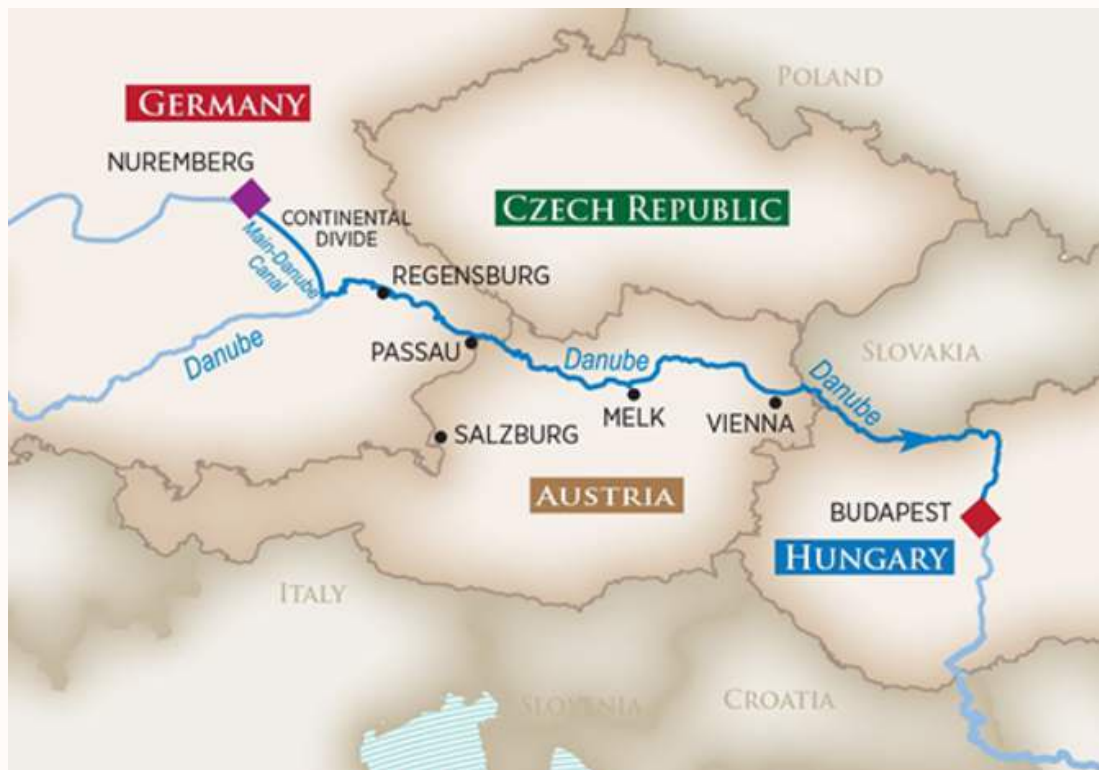 POLAND
GERMANY
NUREMBERG
CONTINENTAL
DIVIDE
Main-Danube
Canal
CZECH REPUBLIC
REGENSBURG
Danube
PASSAU
Danube
SLOVAKIA
Danube
MELK
VIENNA
SALZBURG
AUSTRIA
BUDAPEST
HUNGARY
ITALY
SLOVENIA
CROATIA